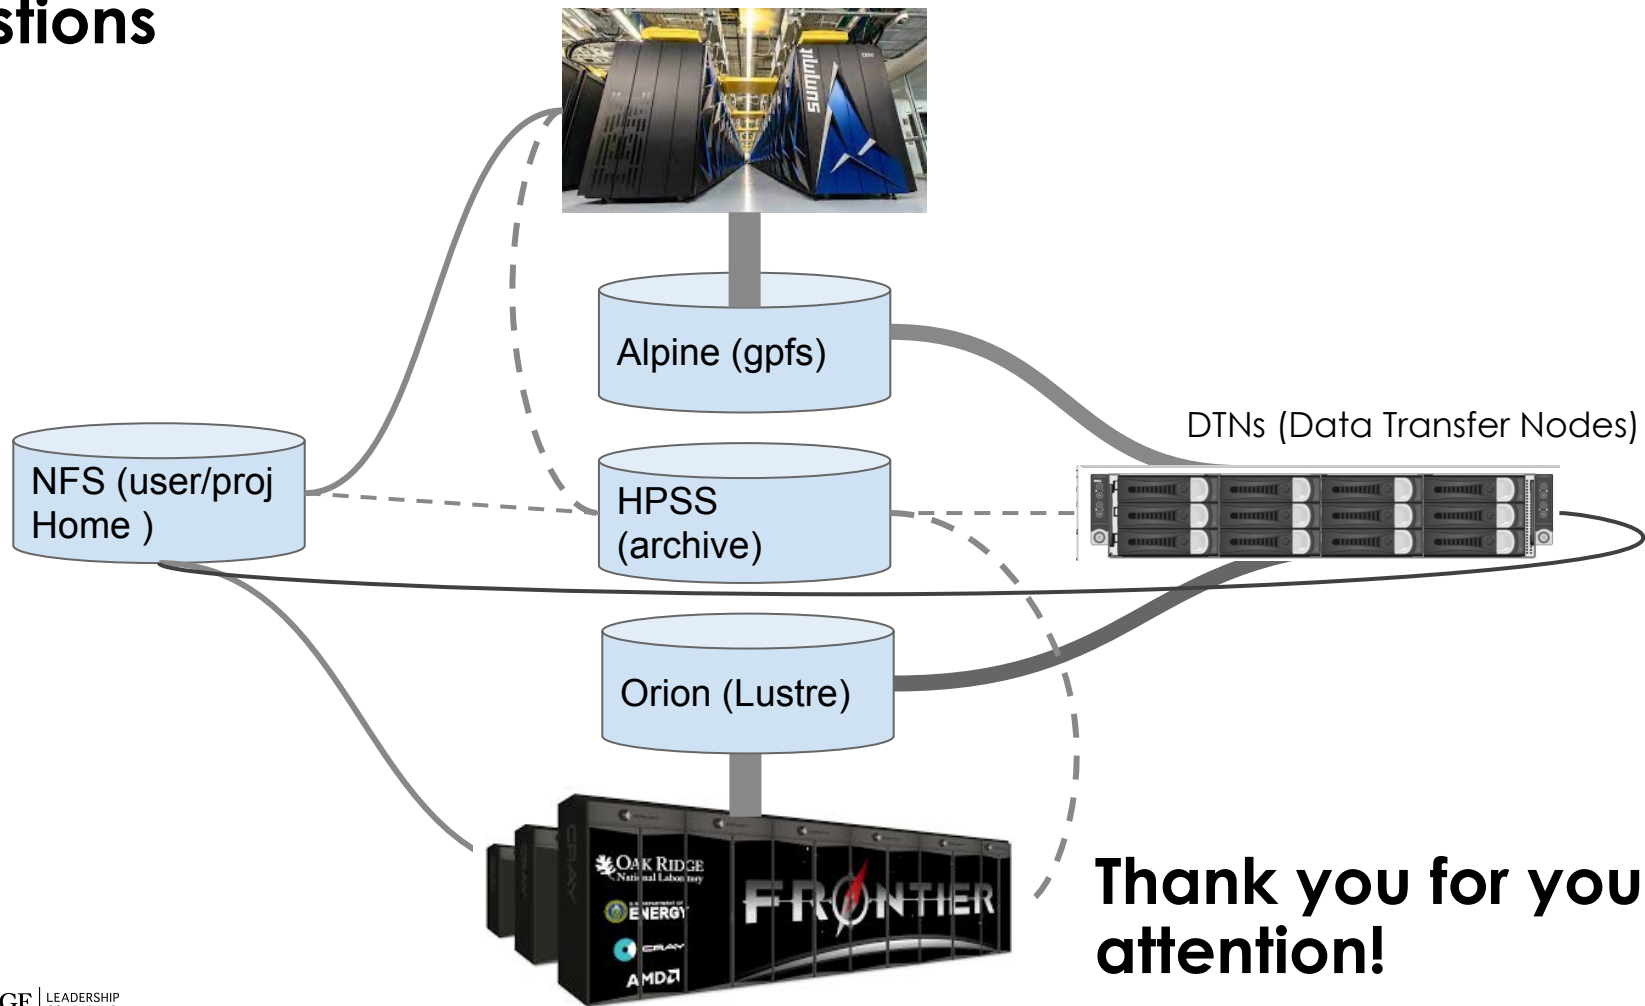 stions
summit
Alpine (gpfs)
DTNs (Data Transfer Nodes)
NFS (user/proj
Home )
HPSS
(archive)
Orion (Lustre)
OAK RIDGE
National Laboratory
FRONTIER
ENERGY
CRAY
AMD
Thank you for you
attention!
GE LEADERSHIP